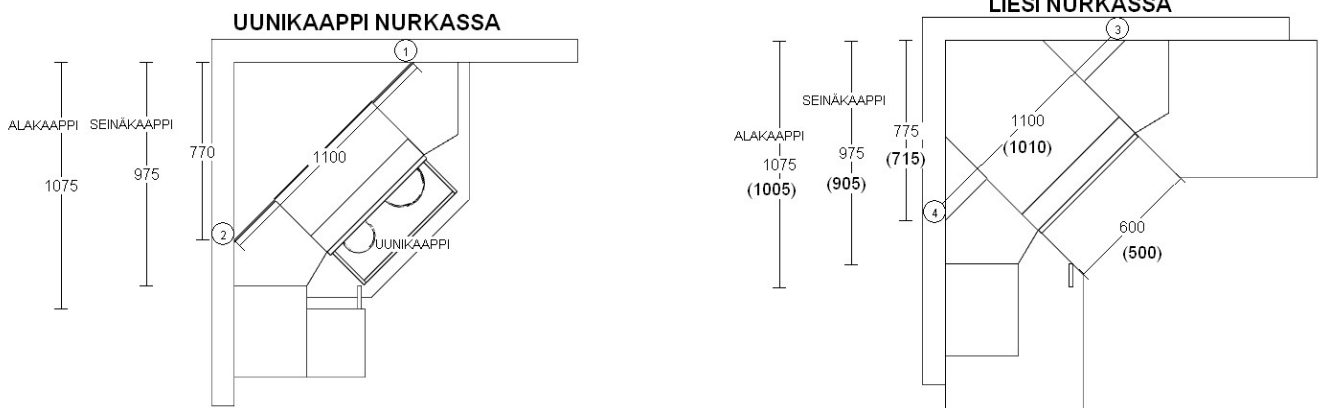 UUNIKAAPPI NURKASSA
1
ALAKAAPPI
1075
SEINÄKAAPPI
975
770
1100
2
UUNIKAAPPI
LIESI NURKASSA
3
SEINÄKAAPPI
975
(905)
ALAKAAPPI
1075
(1005)
775
(715)
1100
(1010)
4
600
(500)